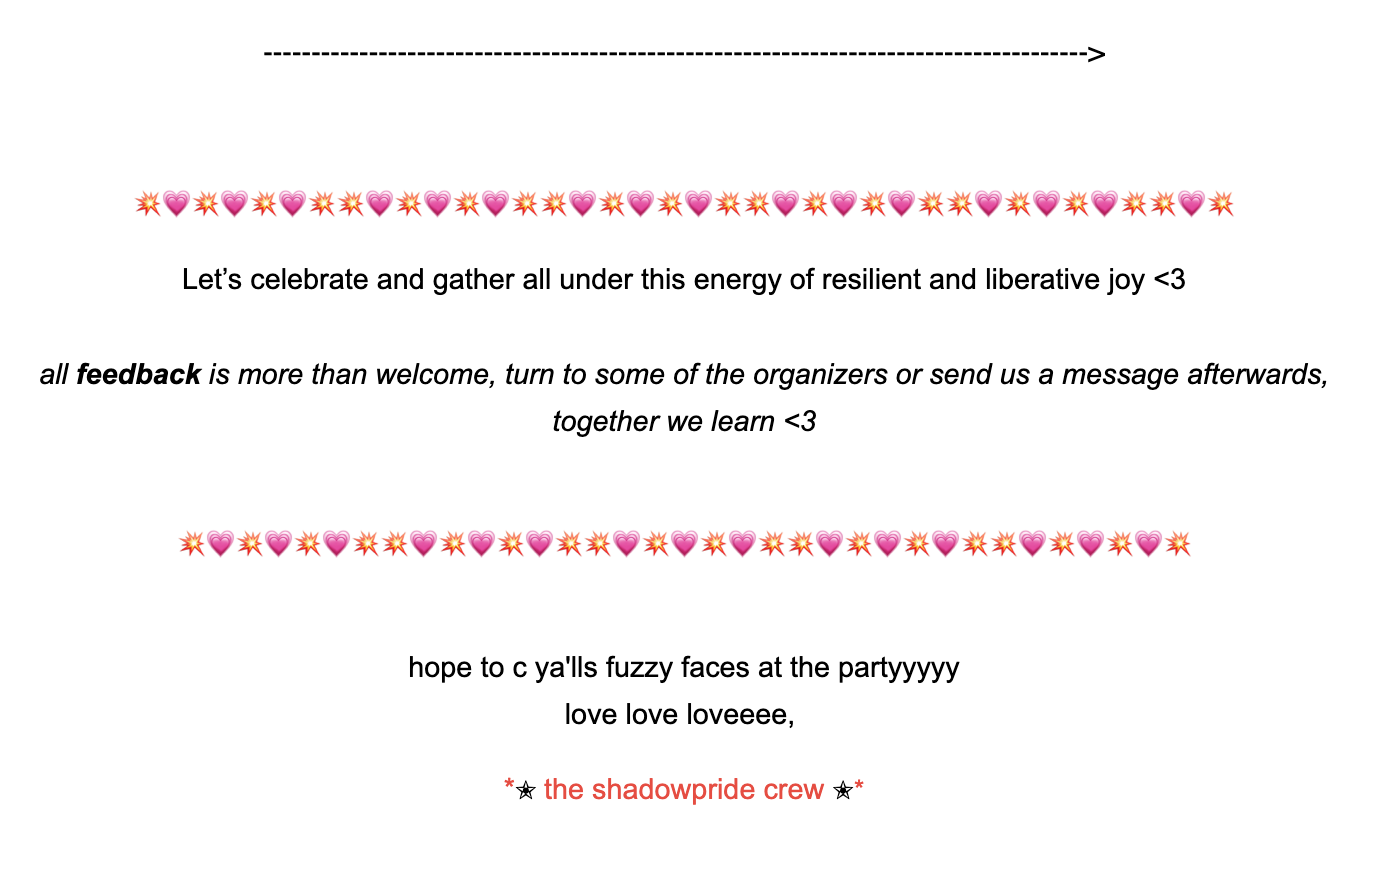 ------------------------------------------------------------------------------------->
💥💗💥💗💥💗💥💥💗💥💗💥💗💥💥💗💥💗💥💗💥💥💗💥💗💥💗💥💥💗💥💗💥💗💥💥💗💥
Let’s celebrate and gather all under this energy of resilient and liberative joy <3
all feedback is more than welcome, turn to some of the organizers or send us a message afterwards,
together we learn <3
💥💗💥💗💥💗💥💥💗💥💗💥💗💥💥💗💥💗💥💗💥💥💗💥💗💥💗💥💥💗💥💗💥💗💥
hope to c ya'lls fuzzy faces at the partyyyyy
love love loveeee,
*✭ the shadowpride crew ✭*